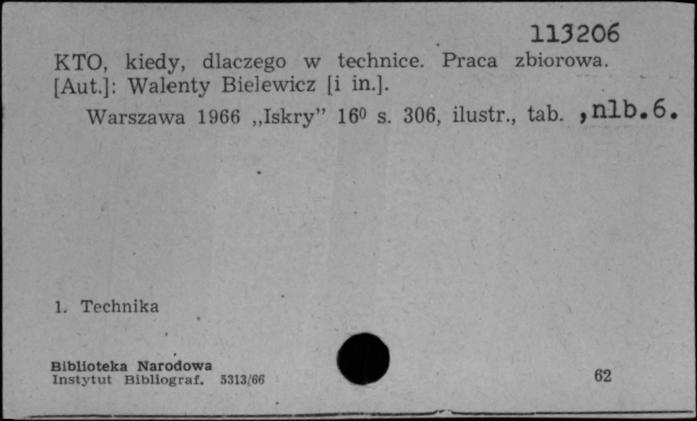 113206
KTO, kiedy, dlaczego w technice. Praca zbiorowa.
[Aut.]: Walenty Bielewicz [i in.].
Warszawa 1966 „Iskry” 16⁰ s. 306, ilustr., tab. ,nlb.6.
1. Technika
Biblioteka Narodowa
Instytut Bibliograf. 5313/66
62